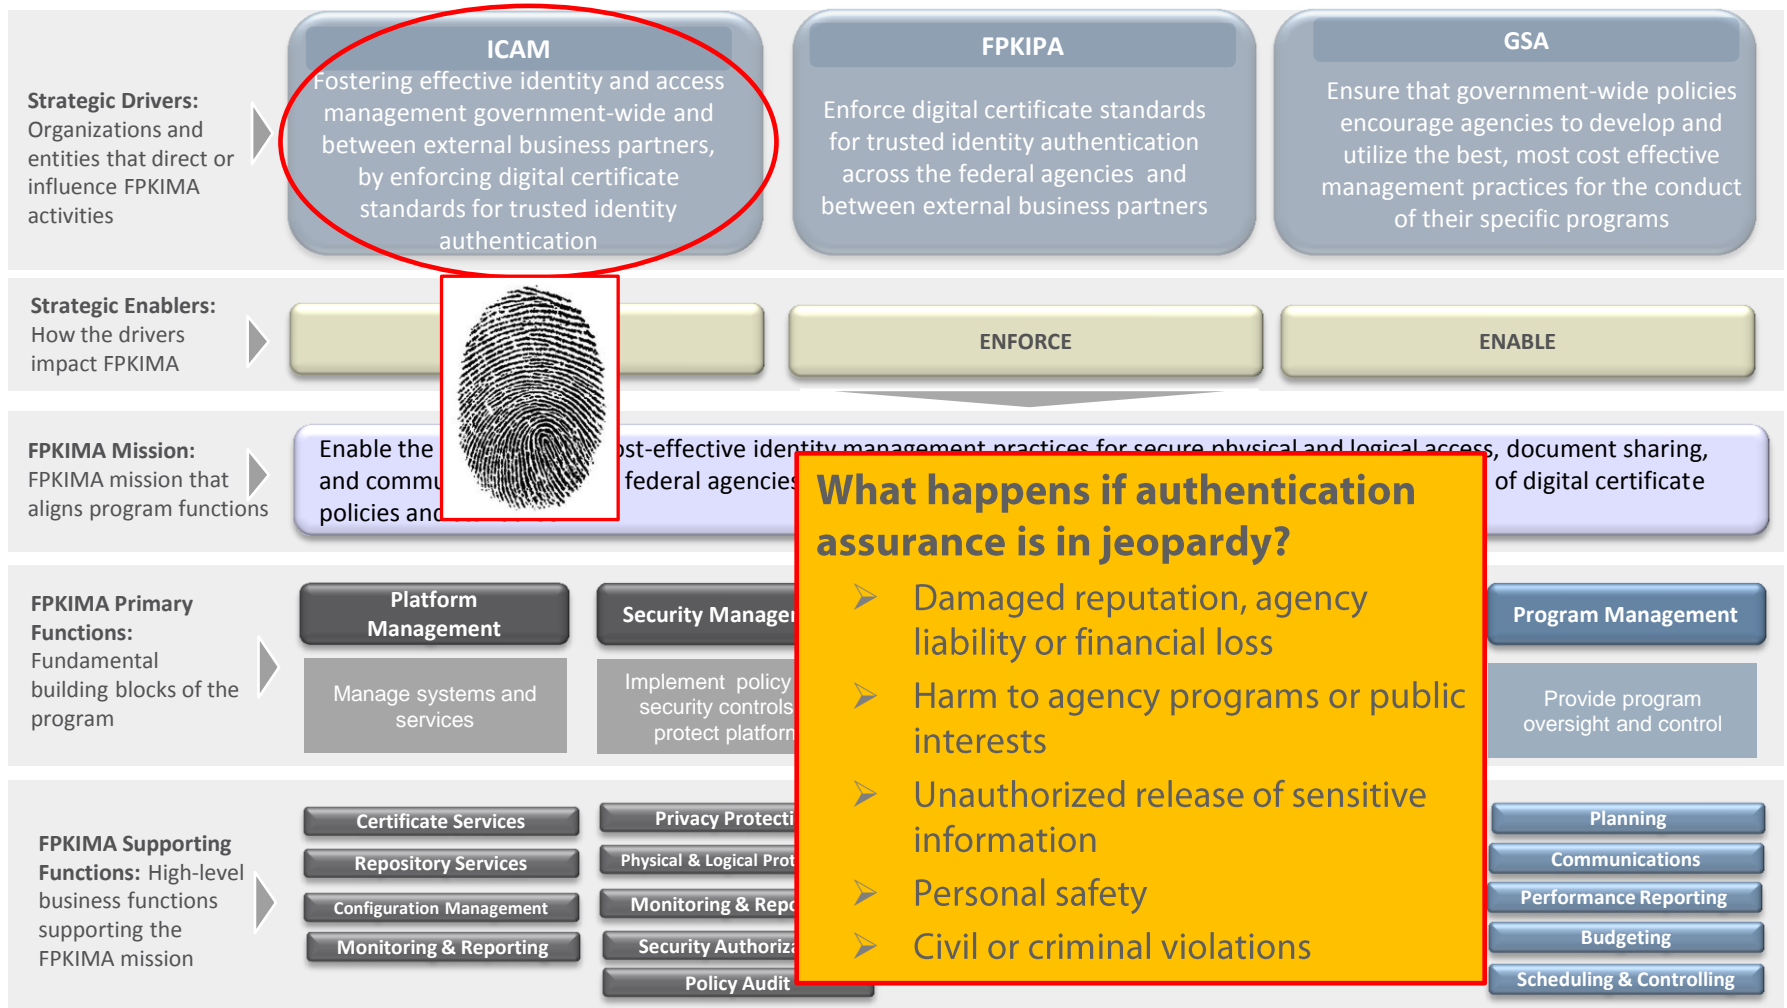 Strategic Drivers:
Organizations and
entities that direct or
influence FPKIMA
activities
ICAM
Fostering effective identity and access
management government-wide and
between external business partners,
by enforcing digital certificate
standards for trusted identity
authentication
FPKIPA
Enforce digital certificate standards
for trusted identity authentication
across the federal agencies and
between external business partners
GSA
Ensure that government-wide policies
encourage agencies to develop and
utilize the best, most cost effective
management practices for the conduct
of their specific programs
Strategic Enablers:
How the drivers
impact FPKIMA
ENFORCE
ENABLE
FPKIMA Mission:
FPKIMA mission that
aligns program functions
Enable the st-effective identity management practices for secure physical and logical access, document sharing,
and commu federal agencies of digital certificate
policies and
What happens if authentication
assurance is in jeopardy?
➢ Damaged reputation, agency
liability or financial loss
➢ Harm to agency programs or public
interests
➢ Unauthorized release of sensitive
information
➢ Personal safety
➢ Civil or criminal violations
FPKIMA Primary
Functions:
Fundamental
building blocks of the
program
Platform
Management
Manage systems and
services
Security Manage
Implement policy
security controls
protect platfor
Program Management
Provide program
oversight and control
FPKIMA Supporting
Functions: High-level
business functions
supporting the
FPKIMA mission
Certificate Services
Repository Services
Configuration Management
Monitoring & Reporting
Privacy Protecti
Physical & Logical Prot
Monitoring & Repo
Security Authoriza
Policy Audit
Planning
Communications
Performance Reporting
Budgeting
Scheduling & Controlling